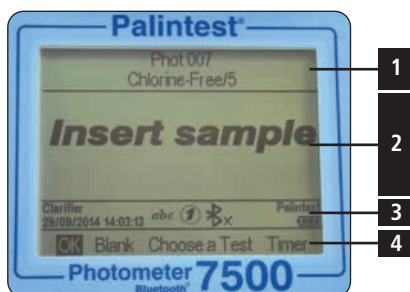 Palintest®
Phot 007
Chlorine-Free/5
1
Insert sample
2
Clarifier
29/09/2014 14:03:13
abc
1
Palintest
3
OK Blank Choose a Test Timer
4
Photometer 7500
Bluetooth®